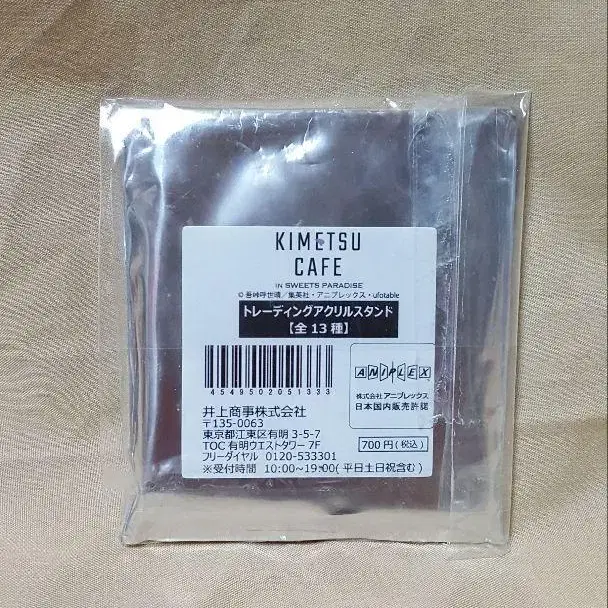 KIMETSU
CAFE
IN SWEETS PARADISE
©吾峠呼世晴／集英社・アニプレックス・ufotable
トレーディングアクリルスタンド
【全13種】
4549502051333
ANIPLEX
株式会社 アニプレックス
日本国内販売許諾
井上商事株式会社
〒135-0063
東京都江東区有明 3-5-7
TOC 有明ウエストタワー 7F
700円(税込)
フリーダイヤル 0120-533301
※受付時間 10:00~19:00(平日土日祝含む)